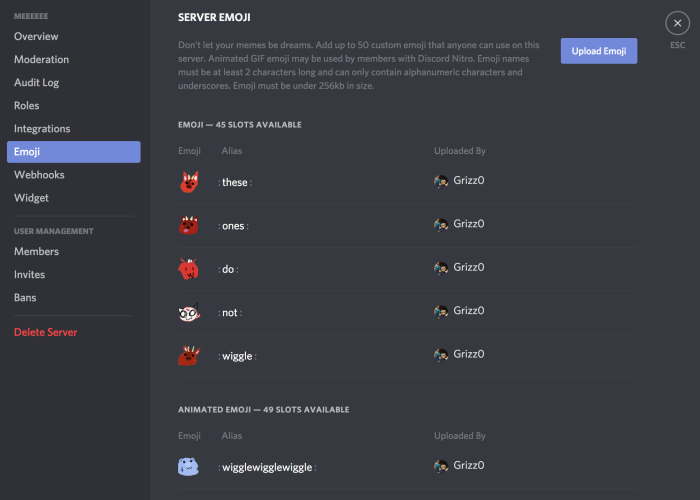 MEEEEEE
Overview
Moderation
Audit Log
Roles
Integrations
Emoji
Webhooks
Widget
USER MANAGEMENT
Members
Invites
Bans
Delete Server
SERVER EMOJI
Don't let your memes be dreams. Add up to 50 custom emoji that anyone can use on this
server. Animated GIF emoji may be used by members with Discord Nitro. Emoji names
must be at least 2 characters long and can only contain alphanumeric characters and
underscores. Emoji must be under 256kb in size.
Upload Emoji
ESC
EMOJI — 45 SLOTS AVAILABLE
Emoji Alias Uploaded By
:these: Grizz0
:ones: Grizz0
:do: Grizz0
:not: Grizz0
:wiggle: Grizz0
ANIMATED EMOJI — 49 SLOTS AVAILABLE
Emoji Alias Uploaded By
:wigglewigglewiggle: Grizz0